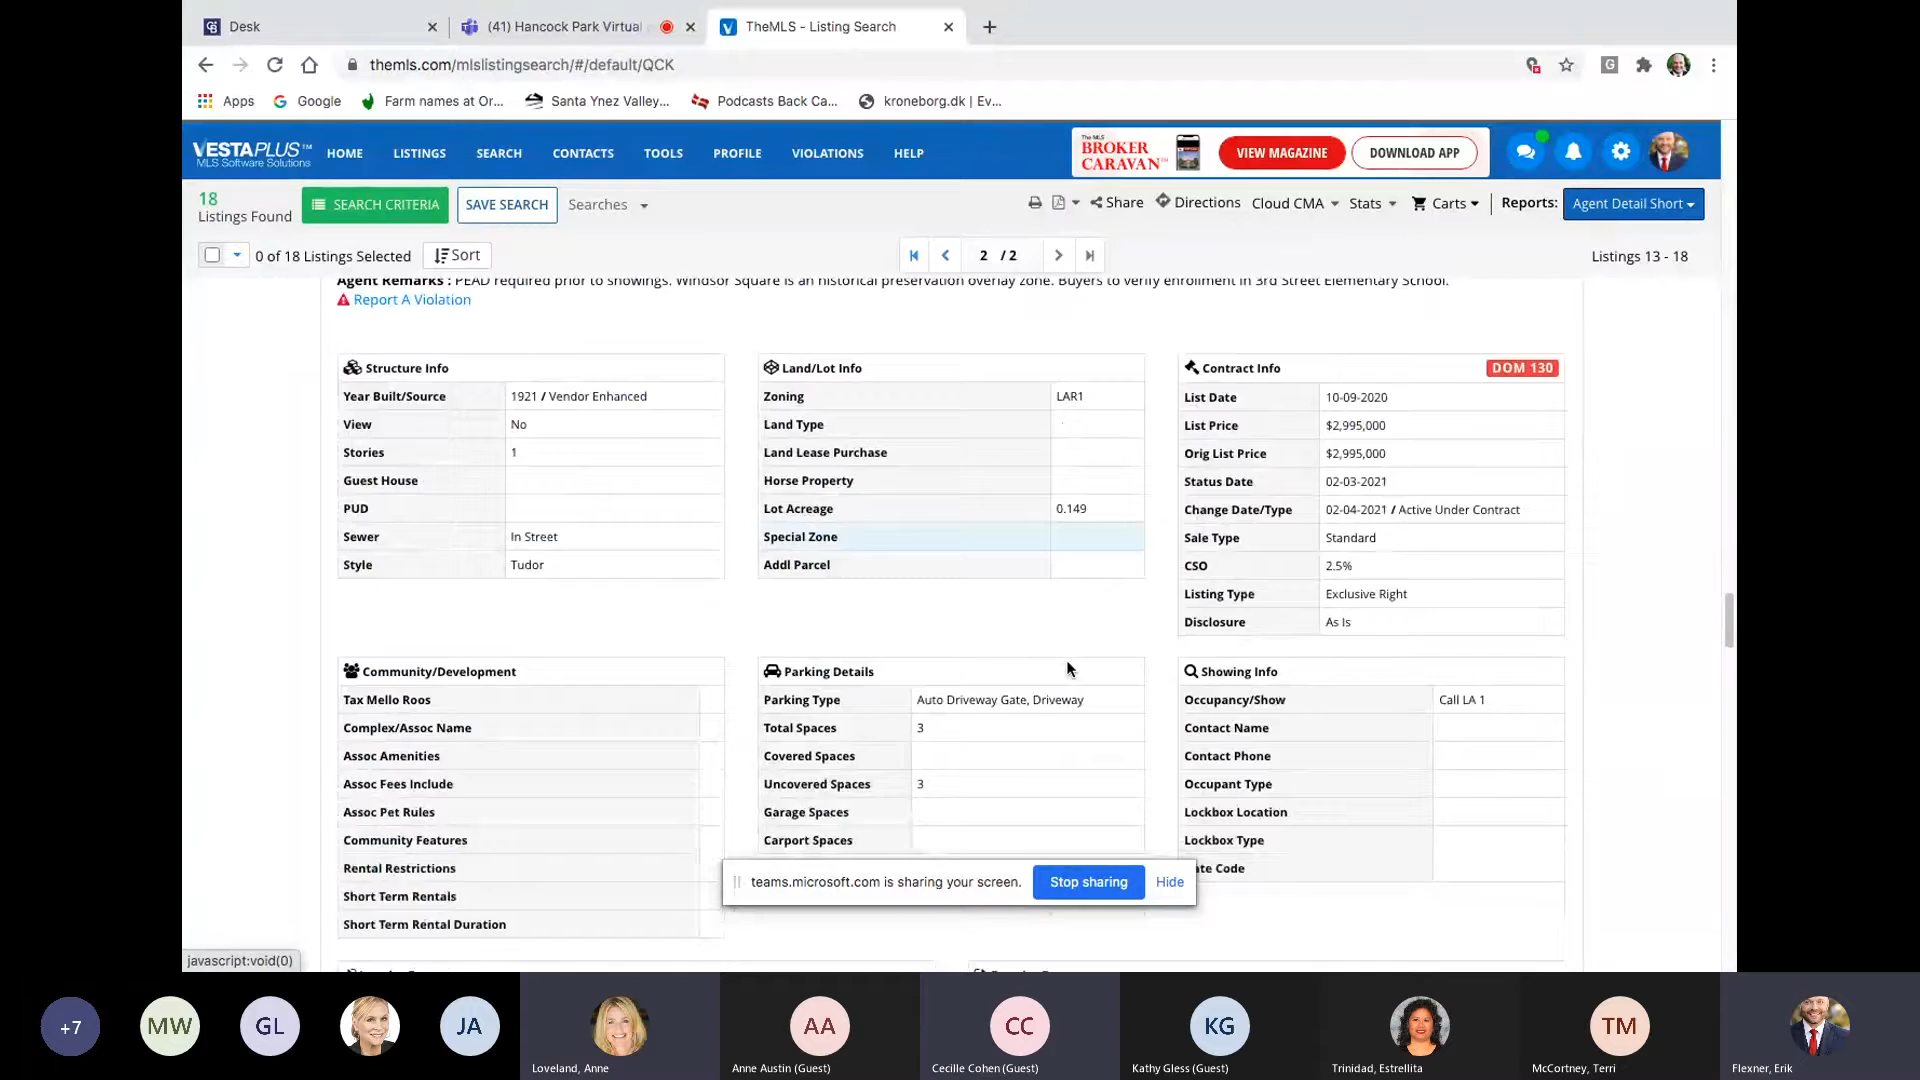 Desk
(41) Hancock Park Virtual
TheMLS - Listing Search
themls.com/mlslistingsearch/#/default/QCK
Apps
Google
Farm names at Or...
Santa Ynez Valley...
Podcasts Back Ca...
kroneborg.dk | Ev...
VESTAPLUS™
MLS Software Solutions
HOME
LISTINGS
SEARCH
CONTACTS
TOOLS
PROFILE
VIOLATIONS
HELP
The MLS
BROKER
CARAVAN™
VIEW MAGAZINE
DOWNLOAD APP
18
Listings Found
SEARCH CRITERIA
SAVE SEARCH
Searches
Share
Directions
Cloud CMA
Stats
Carts
Reports:
Agent Detail Short
0 of 18 Listings Selected
Sort
2 / 2
Listings 13 - 18
Agent Remarks : PEAD required prior to showings. Windsor Square is an historical preservation overlay zone. Buyers to verify enrollment in 3rd Street Elementary School.
Report A Violation
Structure Info
Year Built/Source 1921 / Vendor Enhanced
View No
Stories 1
Guest House
PUD
Sewer In Street
Style Tudor
Land/Lot Info
Zoning LAR1
Land Type
Land Lease Purchase
Horse Property
Lot Acreage 0.149
Special Zone
Addl Parcel
Contract Info DOM 130
List Date 10-09-2020
List Price $2,995,000
Orig List Price $2,995,000
Status Date 02-03-2021
Change Date/Type 02-04-2021 / Active Under Contract
Sale Type Standard
CSO 2.5%
Listing Type Exclusive Right
Disclosure As Is
Community/Development
Tax Mello Roos
Complex/Assoc Name
Assoc Amenities
Assoc Fees Include
Assoc Pet Rules
Community Features
Rental Restrictions
Short Term Rentals
Short Term Rental Duration
Parking Details
Parking Type Auto Driveway Gate, Driveway
Total Spaces 3
Covered Spaces
Uncovered Spaces 3
Garage Spaces
Carport Spaces
Showing Info
Occupancy/Show Call LA 1
Contact Name
Contact Phone
Occupant Type
Lockbox Location
Lockbox Type
ate Code
teams.microsoft.com is sharing your screen.
Stop sharing
Hide
javascript:void(0)
+7
MW
GL
JA
AA
CC
KG
TM
Loveland, Anne
Anne Austin (Guest)
Cecille Cohen (Guest)
Kathy Gless (Guest)
Trinidad, Estrellita
McCortney, Terri
Flexner, Erik